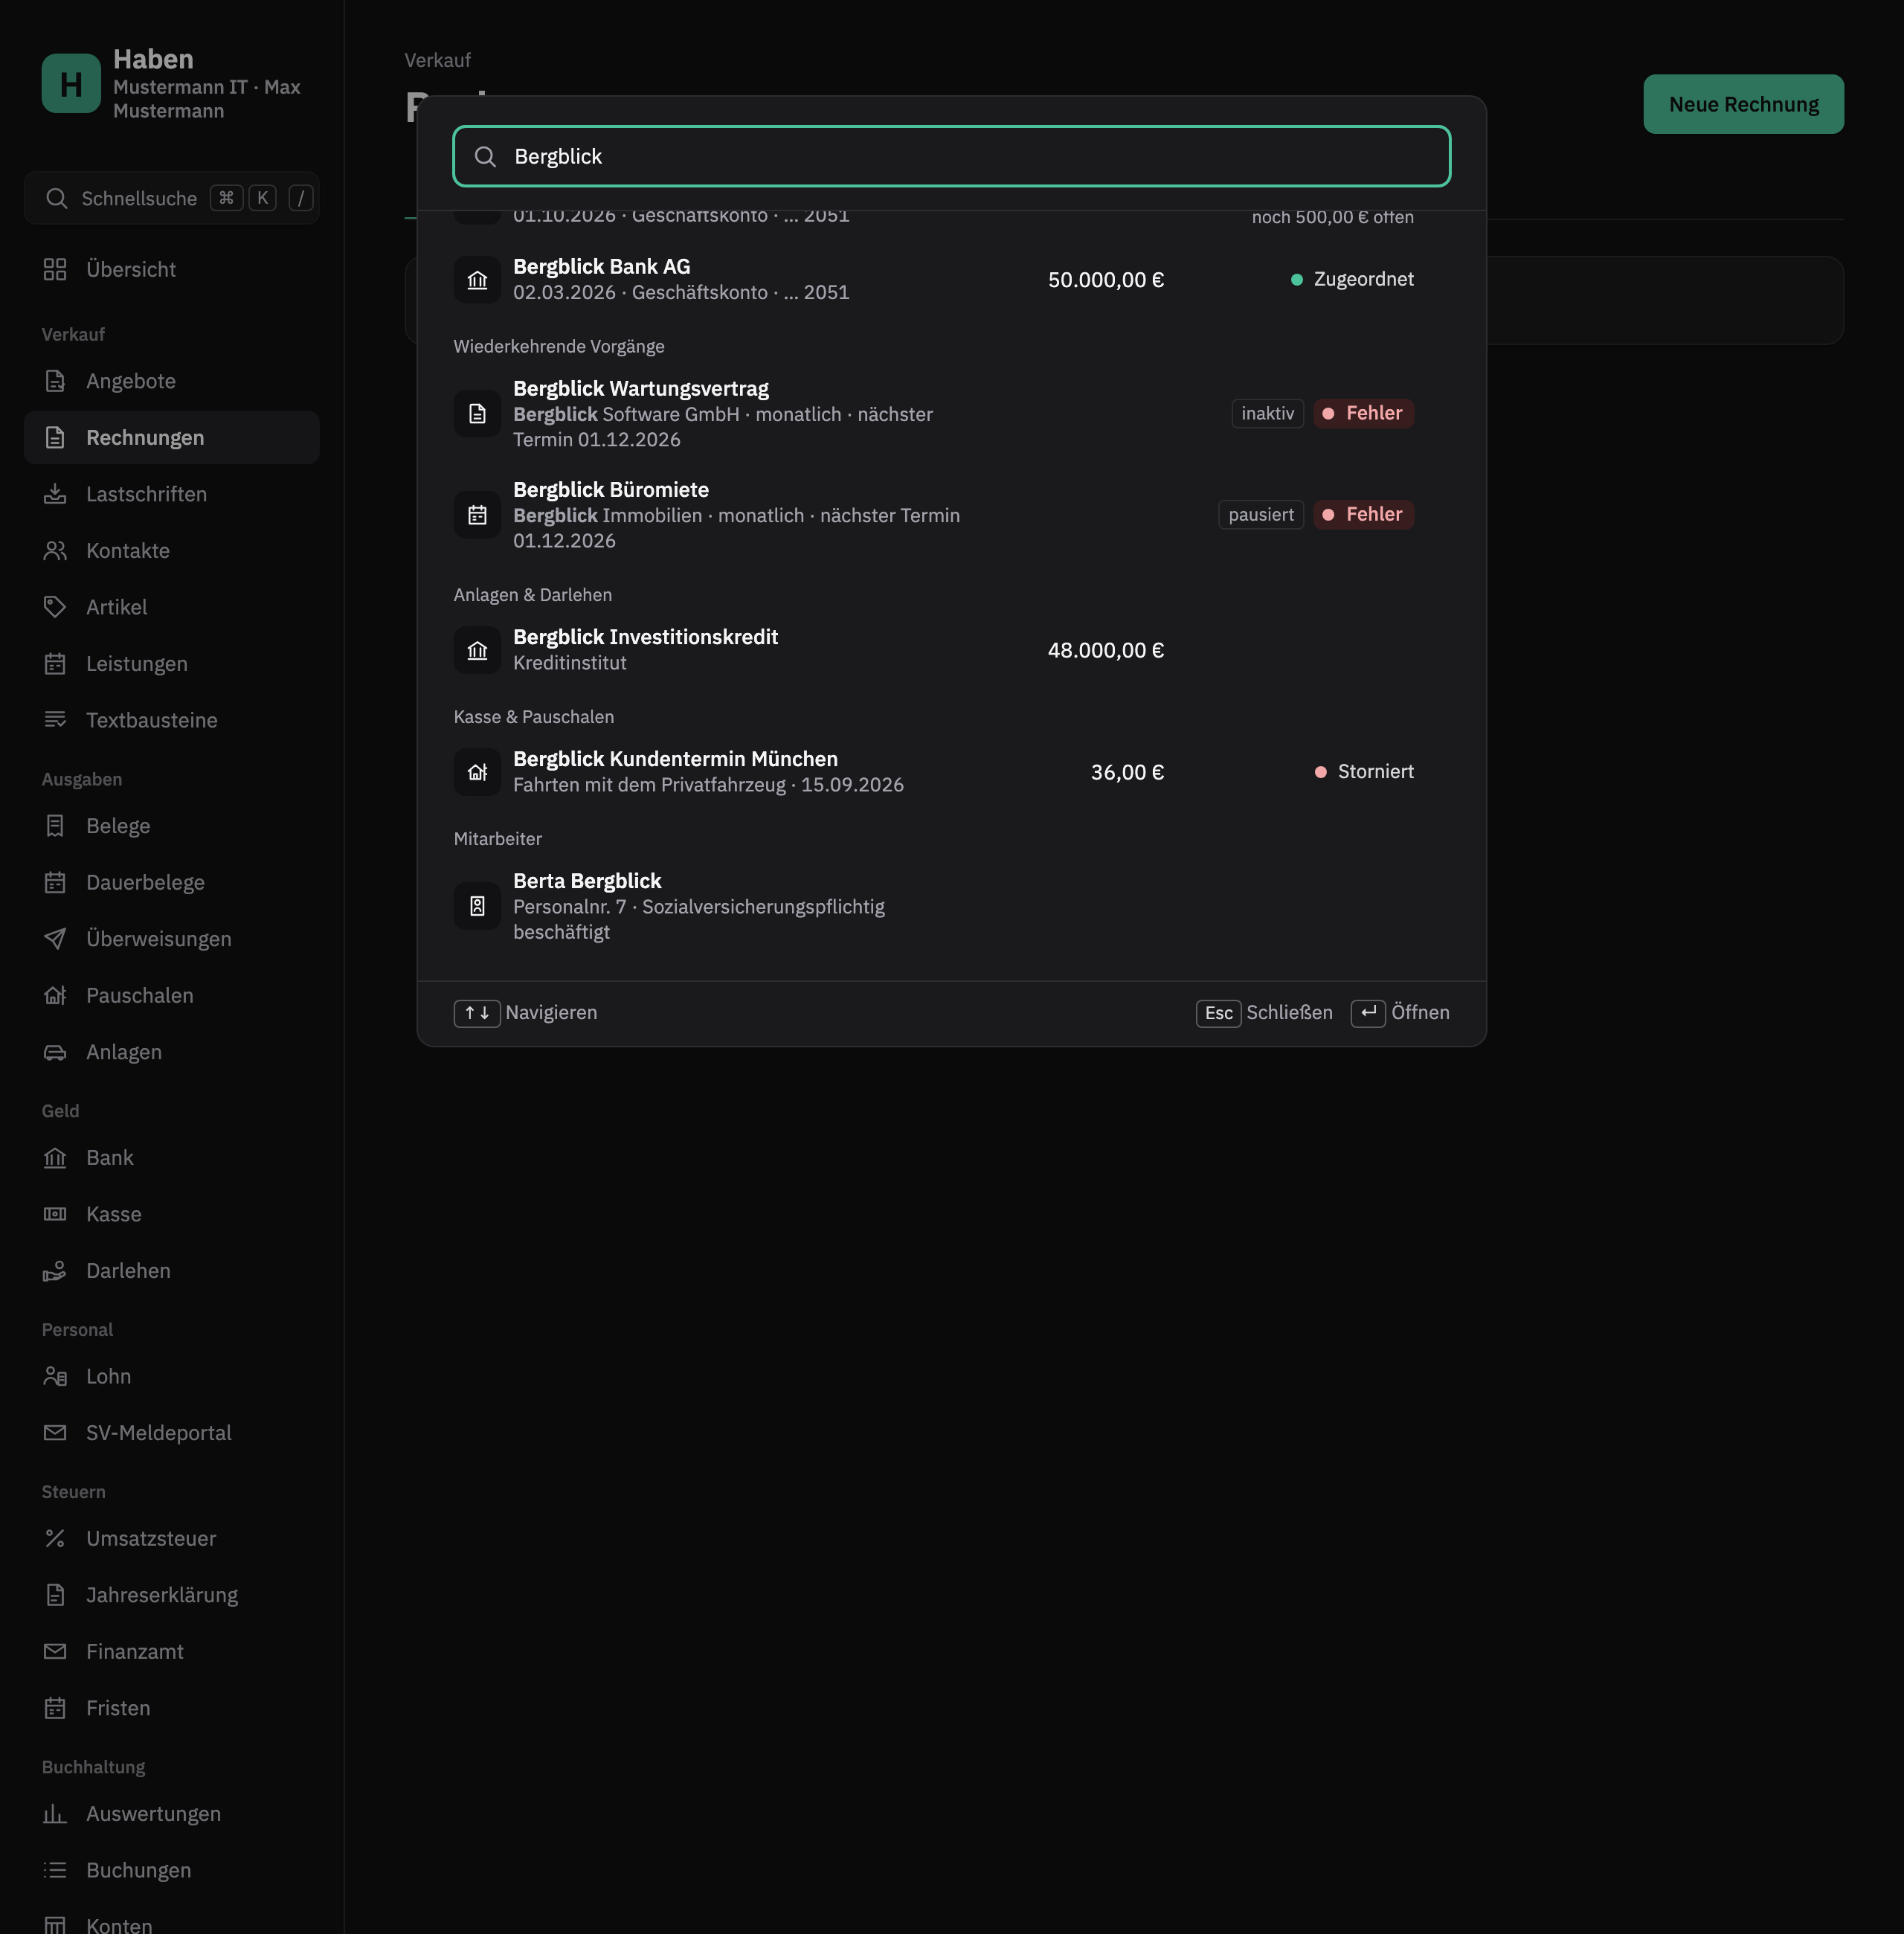 Haben
Mustermann IT · Max
Mustermann
Schnellsuche ⌘ K /
Übersicht
Verkauf
Angebote
Rechnungen
Lastschriften
Kontakte
Artikel
Leistungen
Textbausteine
Ausgaben
Belege
Dauerbelege
Überweisungen
Pauschalen
Anlagen
Geld
Bank
Kasse
Darlehen
Personal
Lohn
SV-Meldeportal
Steuern
Umsatzsteuer
Jahreserklärung
Finanzamt
Fristen
Buchhaltung
Auswertungen
Buchungen
Konten
Verkauf
Neue Rechnung
Bergblick
01.10.2026 · Geschäftskonto · ... 2051
noch 500,00 € offen
Bergblick Bank AG
02.03.2026 · Geschäftskonto · ... 2051
50.000,00 €
Zugeordnet
Wiederkehrende Vorgänge
Bergblick Wartungsvertrag
Bergblick Software GmbH · monatlich · nächster
Termin 01.12.2026
inaktiv Fehler
Bergblick Büromiete
Bergblick Immobilien · monatlich · nächster Termin
01.12.2026
pausiert Fehler
Anlagen & Darlehen
Bergblick Investitionskredit
Kreditinstitut
48.000,00 €
Kasse & Pauschalen
Bergblick Kundentermin München
Fahrten mit dem Privatfahrzeug · 15.09.2026
36,00 €
Storniert
Mitarbeiter
Berta Bergblick
Personalnr. 7 · Sozialversicherungspflichtig
beschäftigt
↑↓ Navigieren
Esc Schließen ↵ Öffnen